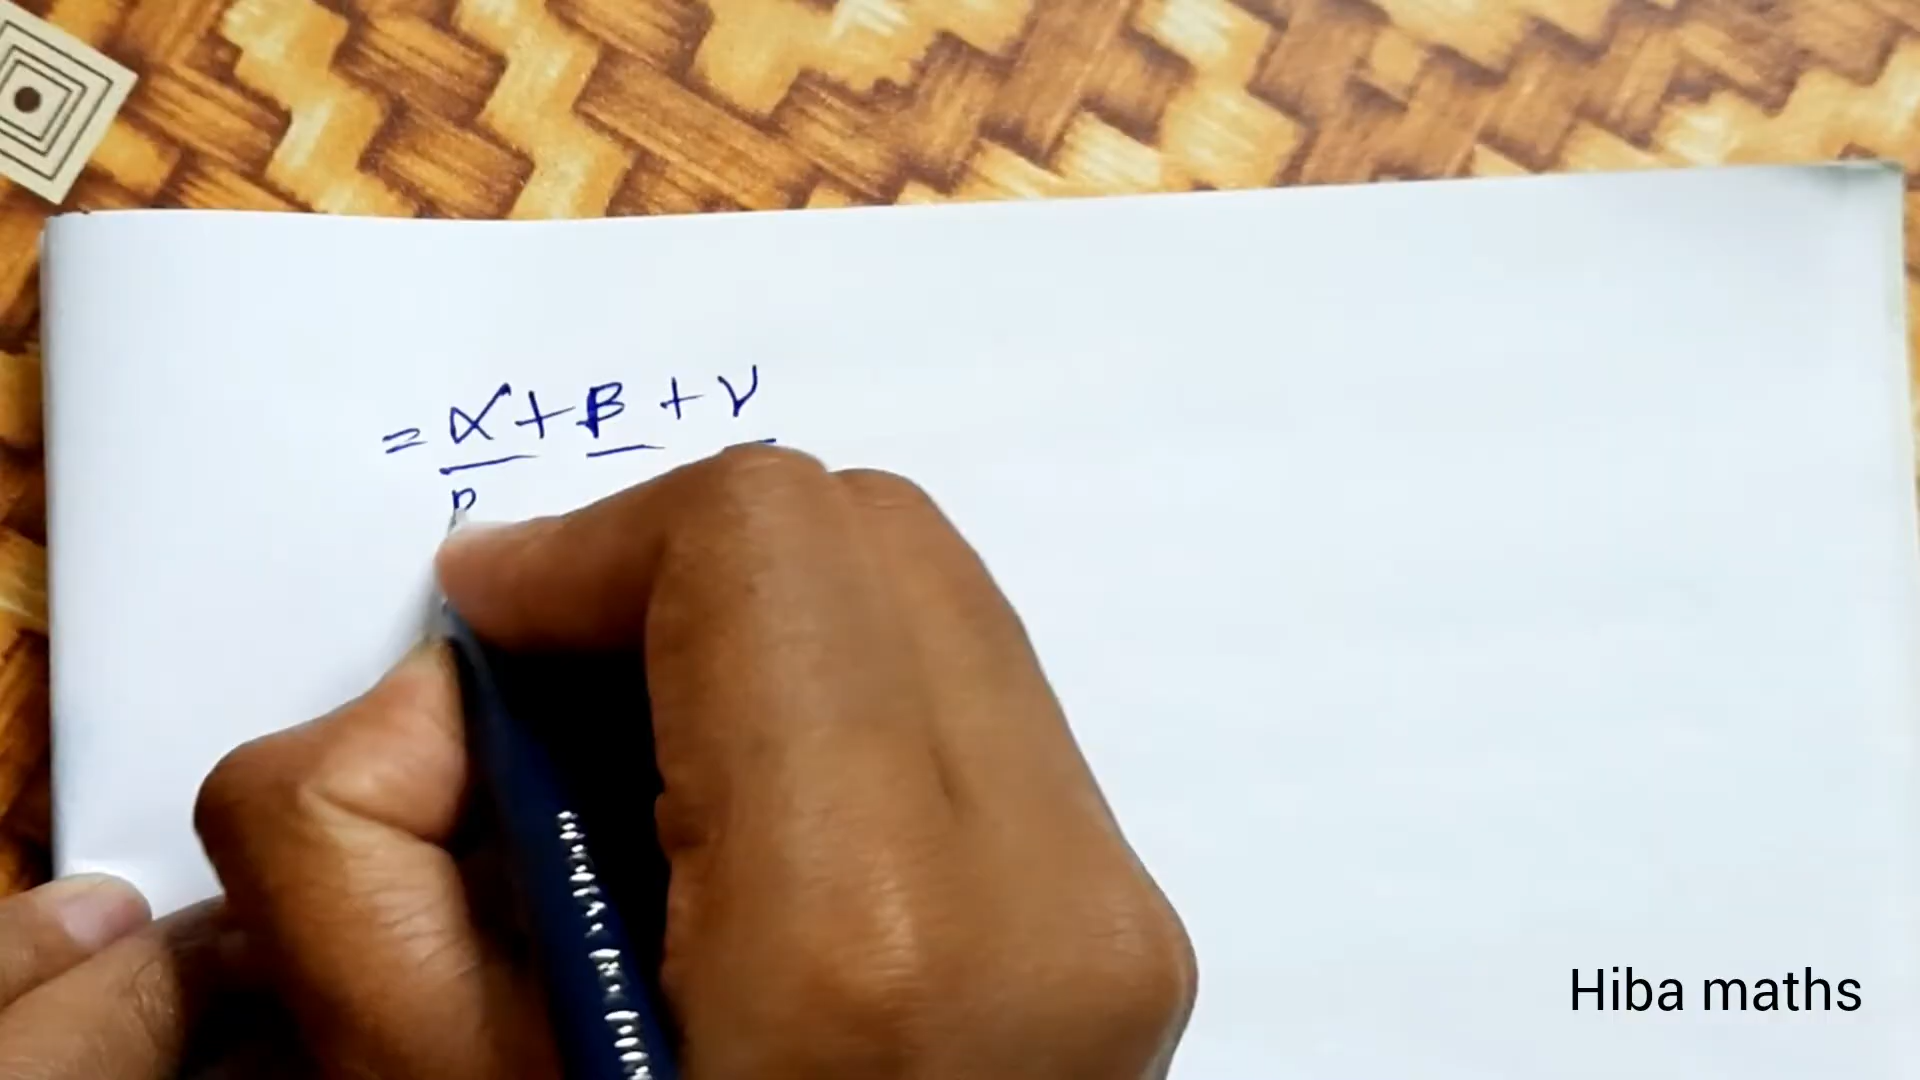 = α + β + γ
p
Hiba maths